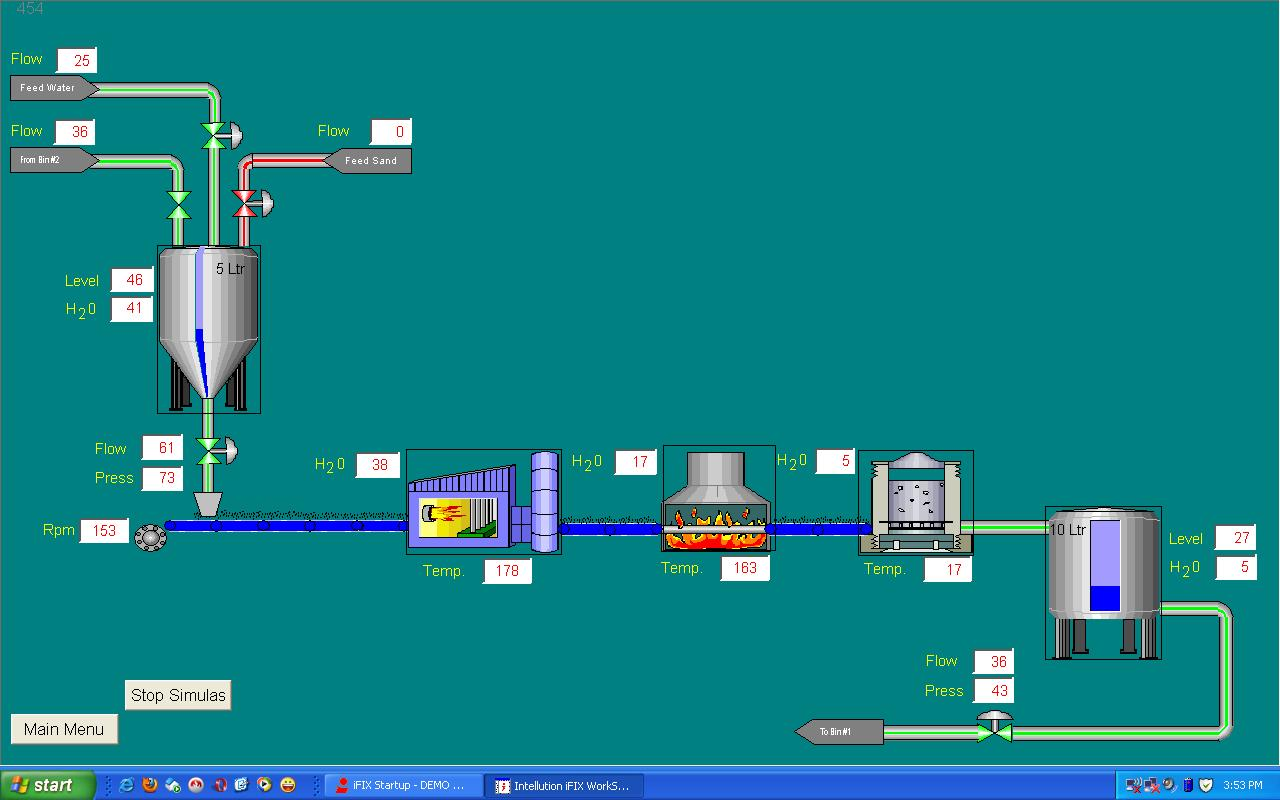 454
Flow 25
Feed Water
Flow 36
Flow 0
From Bin#2
Feed Sand
5 Ltr
Level 46
H2O 41
Flow 61
Press 73
H2O 38
H2O 17
H2O 5
Rpm 153
10 Ltr
Level 27
H2O 5
Temp. 178
Temp. 163
Temp. 17
Flow 36
Press 43
Stop Simulas
Main Menu
To Bin#1
start
iFIX Startup - DEMO ...
Intellution iFIX WorkS...
3:53 PM